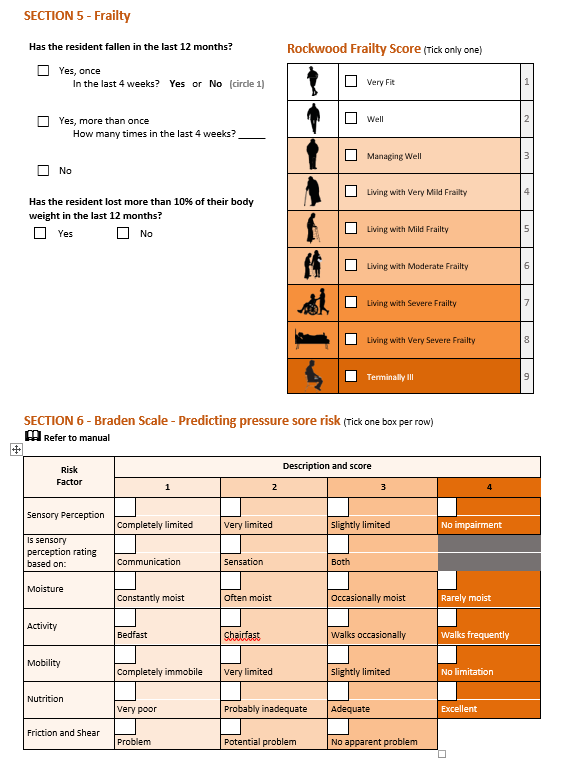 SECTION 5 - Frailty
Has the resident fallen in the last 12 months?
Yes, once
In the last 4 weeks? Yes or No (circle 1)
Yes, more than once
How many times in the last 4 weeks? _____
No
Has the resident lost more than 10% of their body
weight in the last 12 months?
Yes No
Rockwood Frailty Score (Tick only one)
Very Fit 1
Well 2
Managing Well 3
Living with Very Mild Frailty 4
Living with Mild Frailty 5
Living with Moderate Frailty 6
Living with Severe Frailty 7
Living with Very Severe Frailty 8
Terminally Ill 9
SECTION 6 - Braden Scale - Predicting pressure sore risk (Tick one box per row)
Refer to manual
Risk
Factor
Description and score
1 2 3 4
Sensory Perception
Completely limited Very limited Slightly limited No impairment
Is sensory
perception rating
based on:
Communication Sensation Both
Moisture
Constantly moist Often moist Occasionally moist Rarely moist
Activity
Bedfast Chairfast Walks occasionally Walks frequently
Mobility
Completely immobile Very limited Slightly limited No limitation
Nutrition
Very poor Probably inadequate Adequate Excellent
Friction and Shear
Problem Potential problem No apparent problem